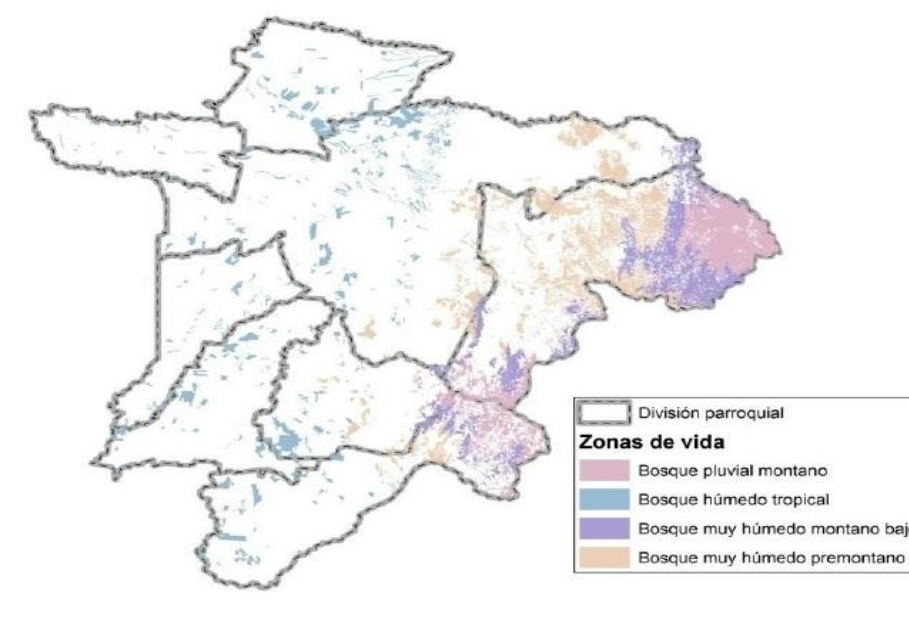 División parroquial
Zonas de vida
Bosque pluvial montano
Bosque húmedo tropical
Bosque muy húmedo montano baj
Bosque muy húmedo premontano